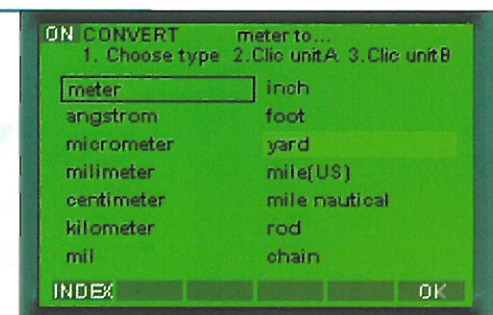 ON CONVERT meter to...
1. Choose type 2.Clic unitA 3.Clic unitB
meter inch
angstrom foot
micrometer yard
milimeter mile(US)
centimeter mile nautical
kilometer rod
mil chain
INDEX OK